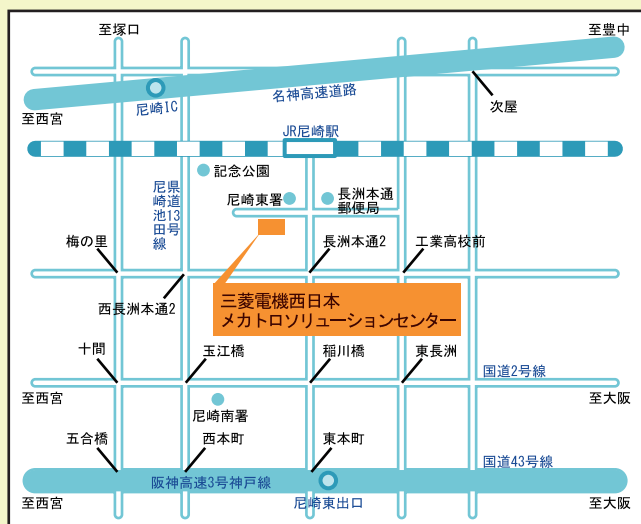 至塚口
至豊中
名神高速道路
尼崎IC
次屋
至西宮
JR尼崎駅
記念公園
尼崎東署
長洲本通
郵便局
県道13号
尼崎池田線
梅の里
長洲本通2
工業高校前
西長洲本通2
三菱電機西日本
メカトロソリューションセンター
十間
玉江橋
稲川橋
東長洲
国道2号線
至西宮
至大阪
尼崎南署
五合橋
西本町
東本町
国道43号線
阪神高速3号神戸線
至西宮
尼崎東出口
至大阪